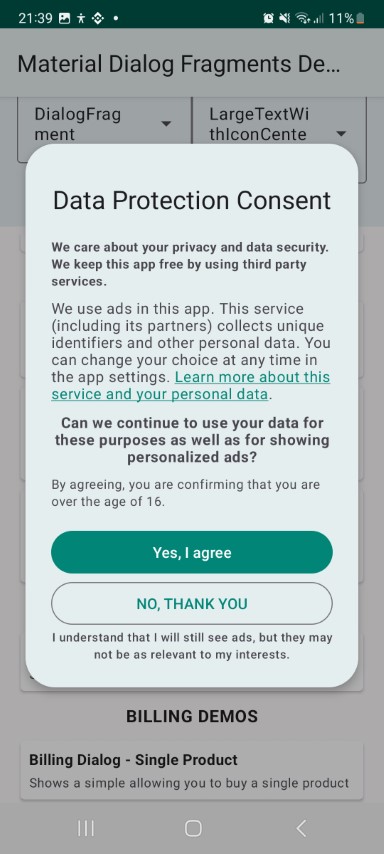 21:39
11%
Material Dialog Fragments De...
DialogFrag
ment
LargeTextWi
thIconCente
Data Protection Consent
We care about your privacy and data security.
We keep this app free by using third party
services.
We use ads in this app. This service
(including its partners) collects unique
identifiers and other personal data. You
can change your choice at any time in
the app settings. Learn more about this
service and your personal data.
Can we continue to use your data for
these purposes as well as for showing
personalized ads?
By agreeing, you are confirming that you are
over the age of 16.
Yes, I agree
NO, THANK YOU
I understand that I will still see ads, but they may
not be as relevant to my interests.
BILLING DEMOS
Billing Dialog - Single Product
Shows a simple allowing you to buy a single product